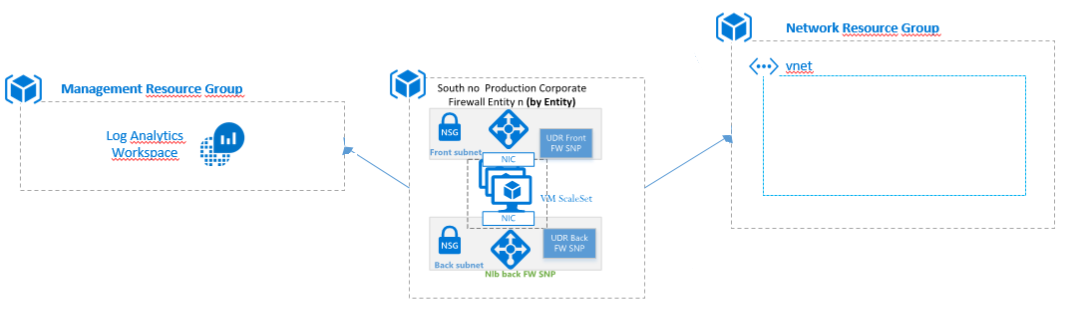 Network Resource Group
vnet
Management Resource Group
Log Analytics
Workspace
South no Production Corporate
Firewall Entity n (by Entity)
NSG
Front subnet
UDR Front
FW SNP
NIC
VM ScaleSet
NIC
NSG
Back subnet
UDR Back
FW SNP
Nlb back FW SNP